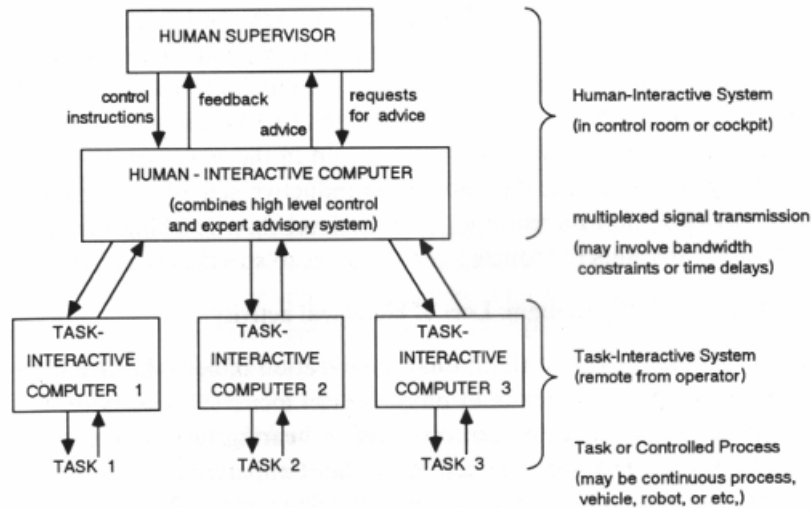 HUMAN SUPERVISOR
control
instructions
feedback
advice
requests
for advice
Human-Interactive System
(in control room or cockpit)
HUMAN - INTERACTIVE COMPUTER
(combines high level control
and expert advisory system)
multiplexed signal transmission
(may involve bandwidth
constraints or time delays)
TASK-
INTERACTIVE
COMPUTER 1
TASK-
INTERACTIVE
COMPUTER 2
TASK-
INTERACTIVE
COMPUTER 3
Task-Interactive System
(remote from operator)
TASK 1
TASK 2
TASK 3
Task or Controlled Process
(may be continuous process,
vehicle, robot, or etc,)